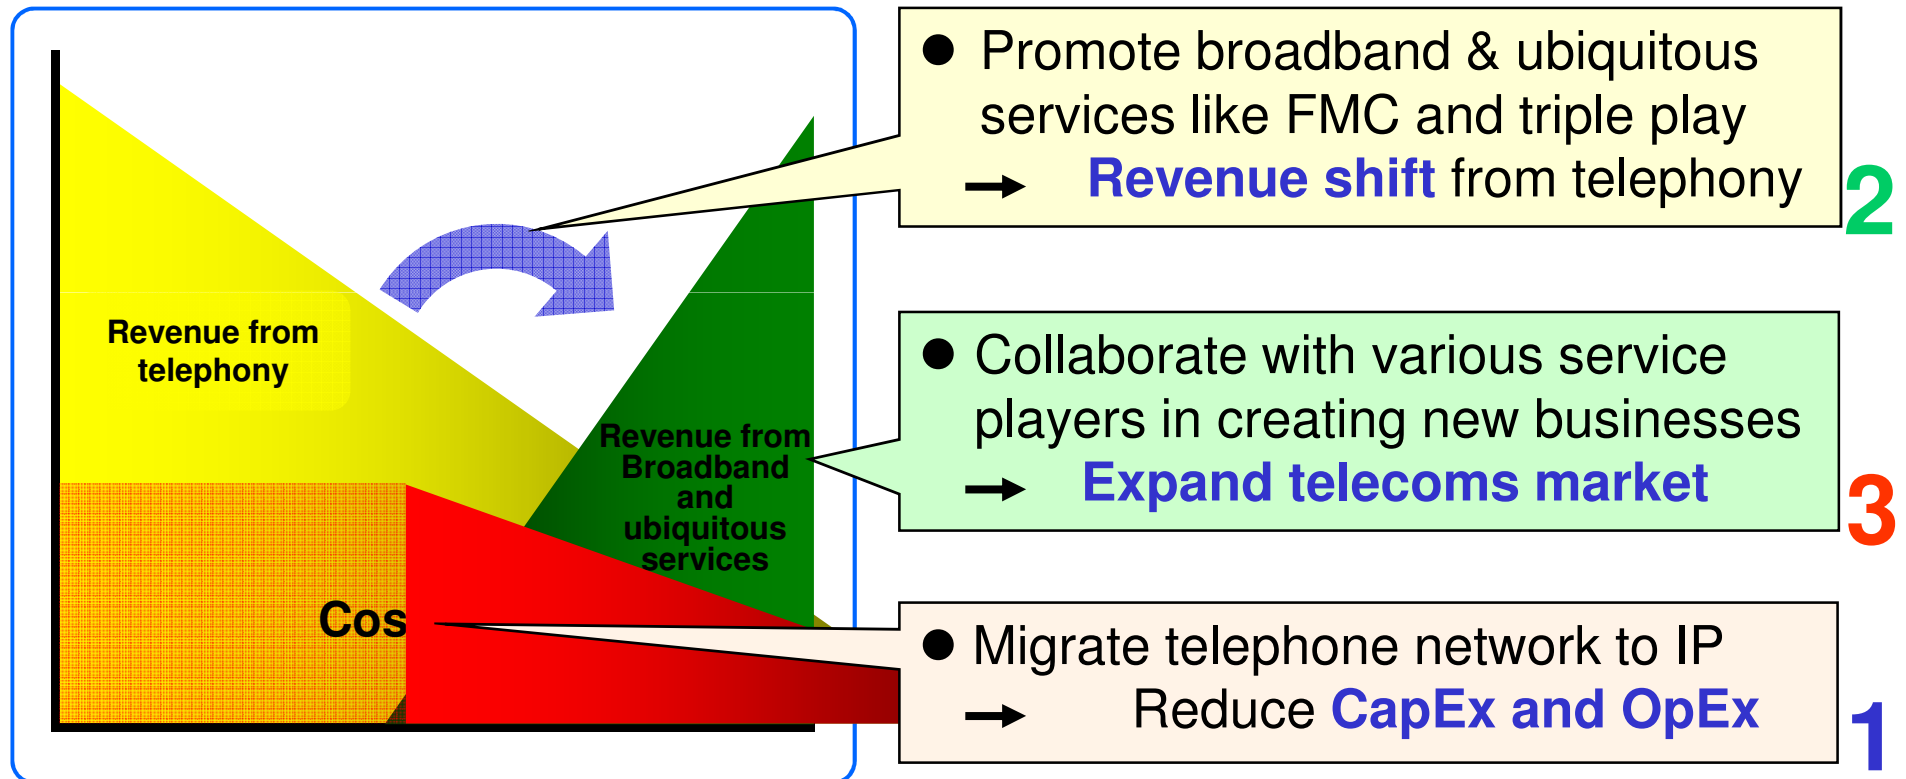 Revenue from
telephony
Revenue from
Broadband
and
ubiquitous
services
Cos
● Promote broadband & ubiquitous
services like FMC and triple play
→ Revenue shift from telephony
2
● Collaborate with various service
players in creating new businesses
→ Expand telecoms market
3
● Migrate telephone network to IP
→ Reduce CapEx and OpEx
1